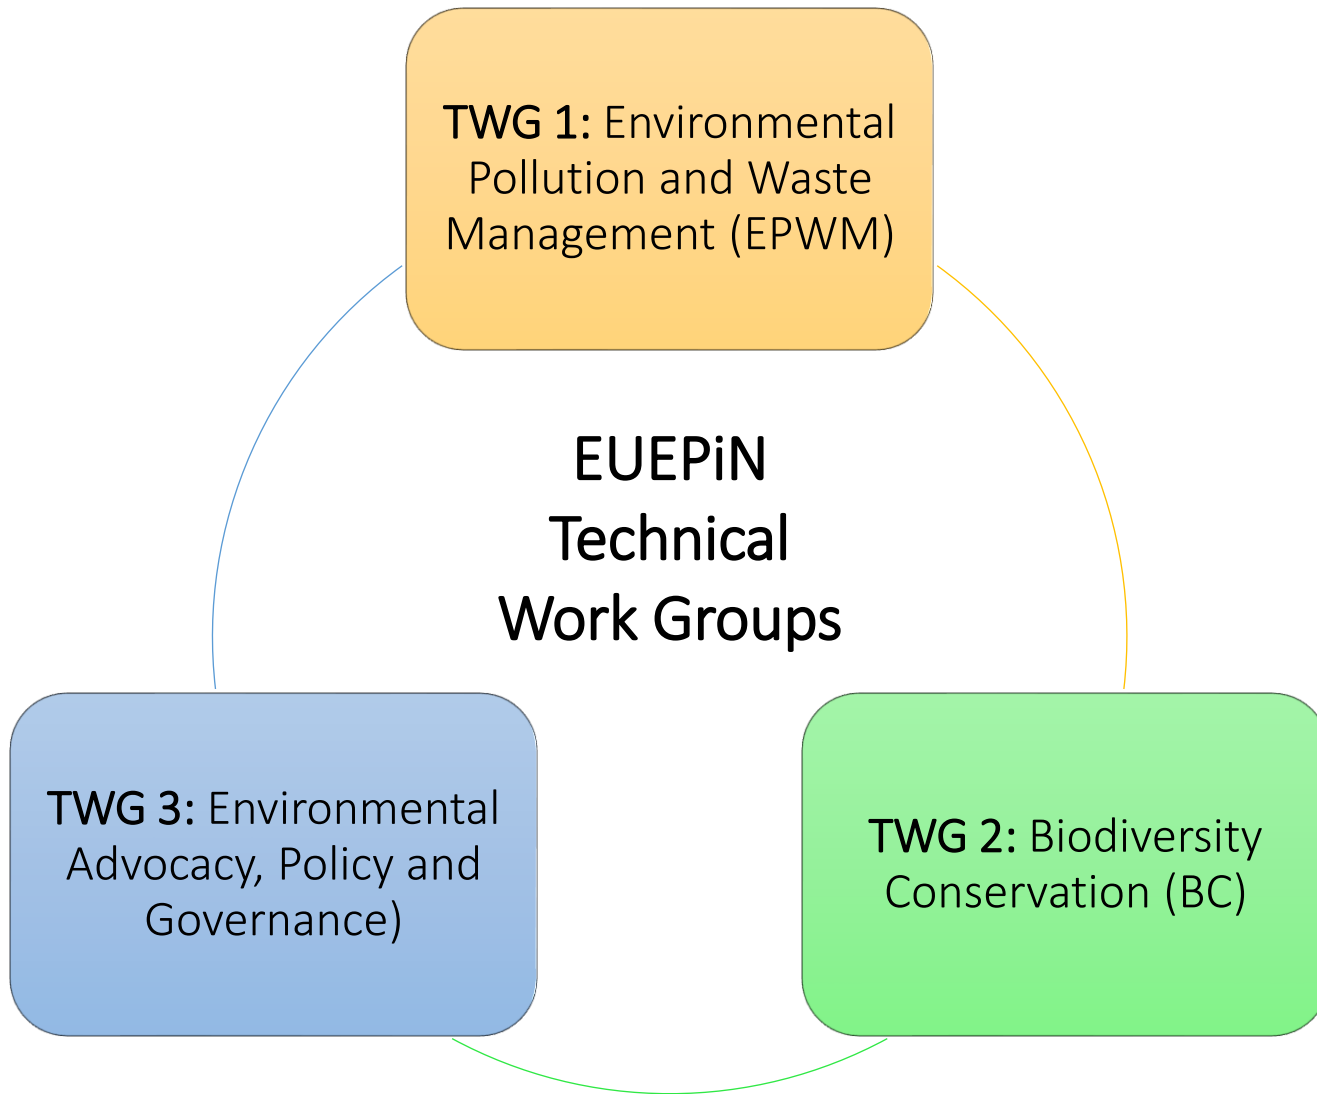 TWG 1: Environmental
Pollution and Waste
Management (EPWM)
EUEPiN
Technical
Work Groups
TWG 3: Environmental
Advocacy, Policy and
Governance)
TWG 2: Biodiversity
Conservation (BC)